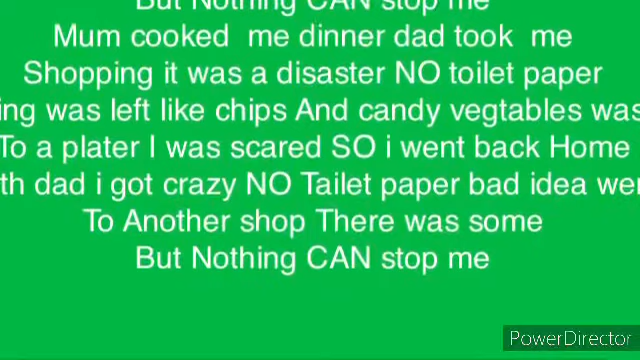 But Nothing CAN stop me
Mum cooked me dinner dad took me
Shopping it was a disaster NO toilet paper
ing was left like chips And candy vegtables was
To a plater I was scared SO i went back Home
th dad i got crazy NO Tailet paper bad idea wer
To Another shop There was some
But Nothing CAN stop me
PowerDirector